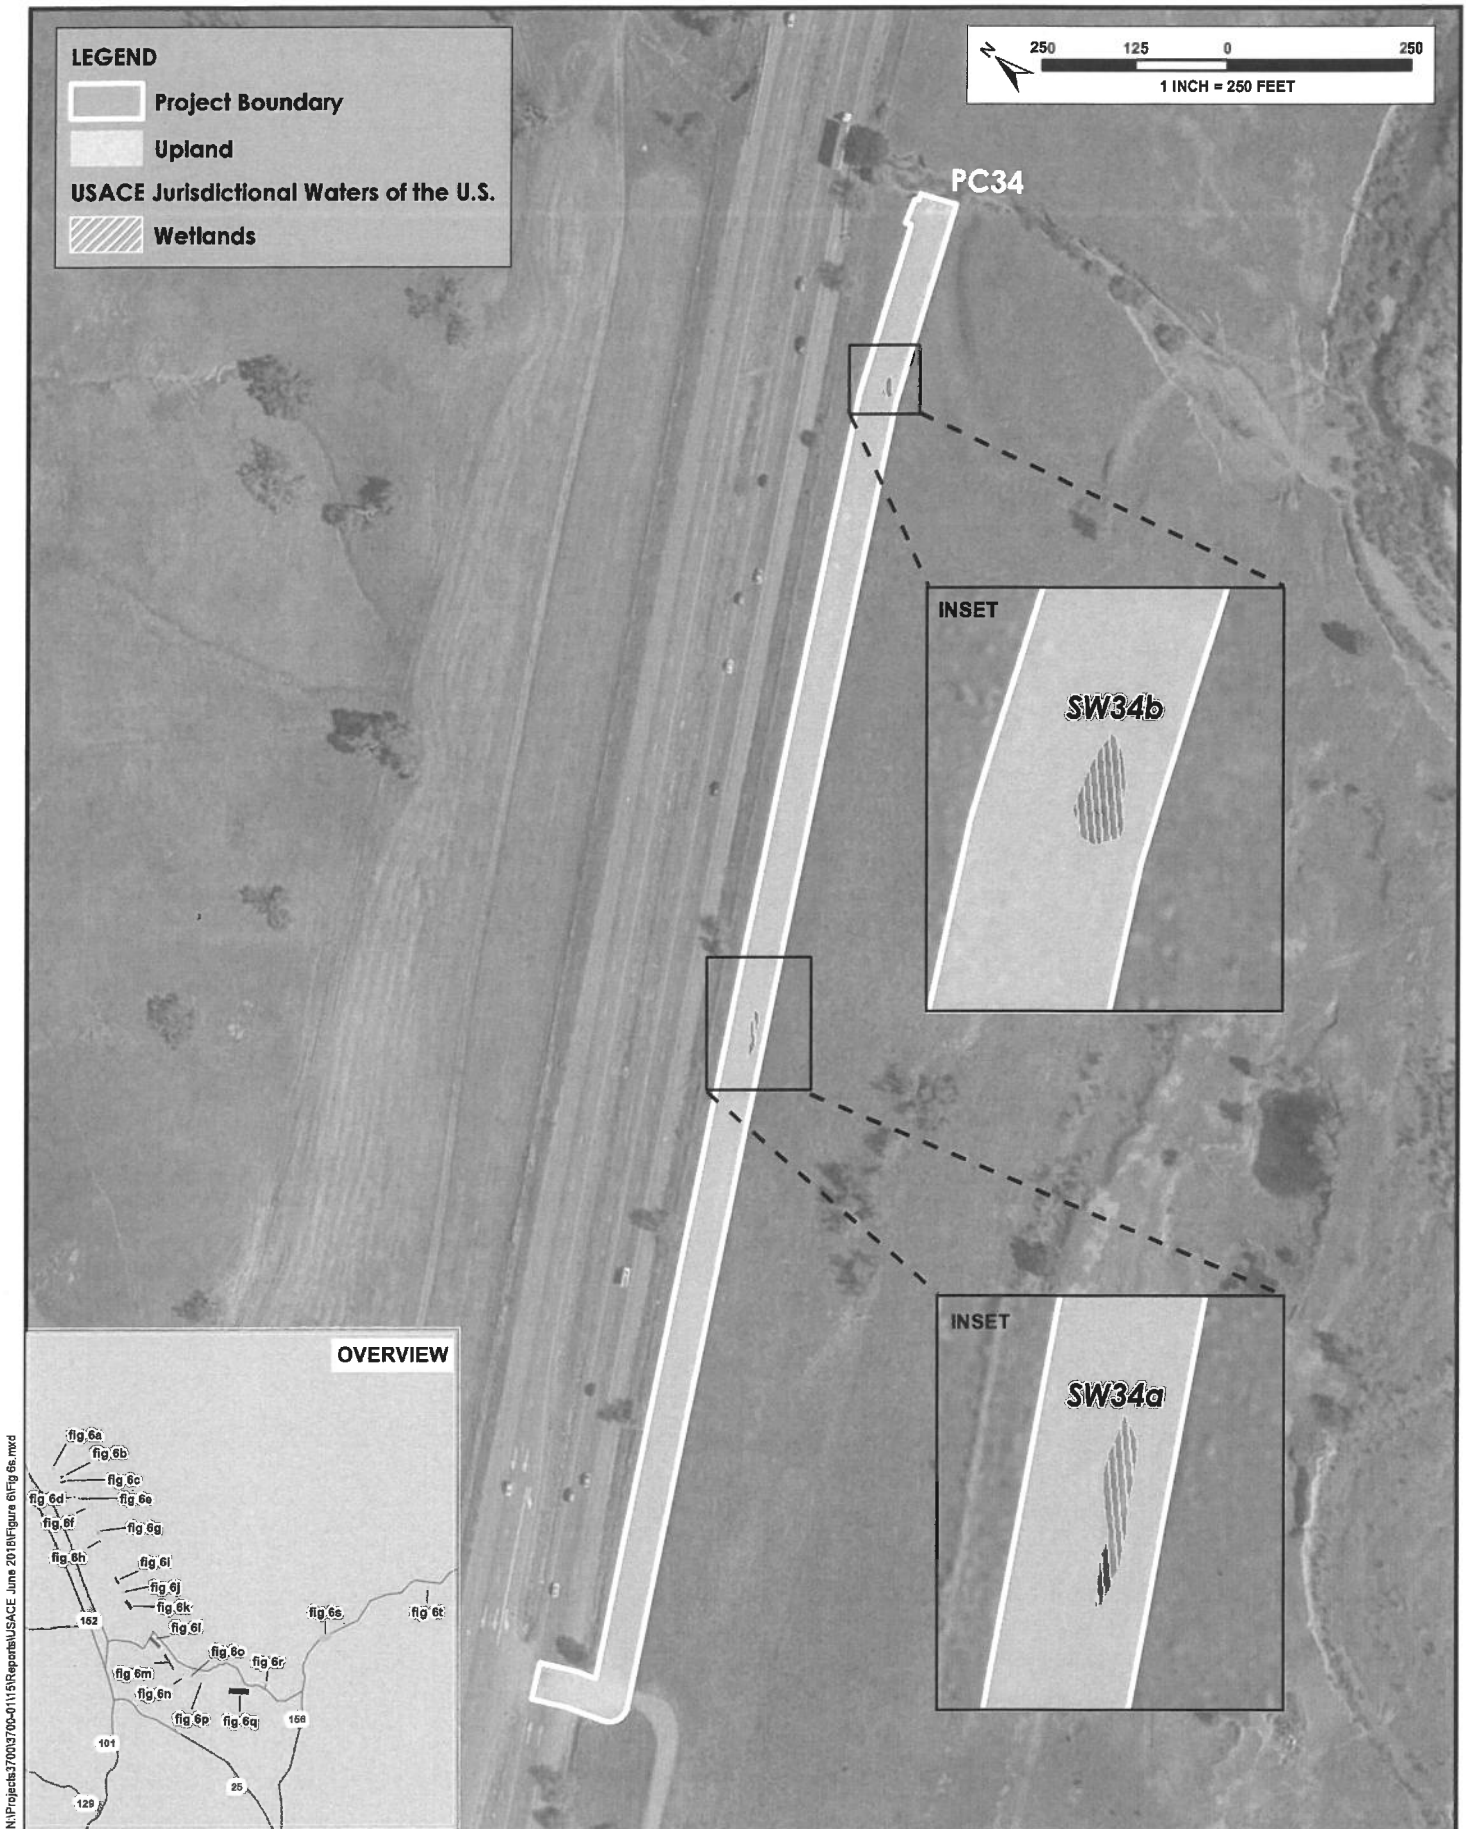 LEGEND
Project Boundary
Upland
USACE Jurisdictional Waters of the U.S.
Wetlands
N
250 125 0 250
1 INCH = 250 FEET
PC34
INSET
SW34b
INSET
SW34a
OVERVIEW
fig 6a
fig 6b
fig 6c
fig 6d
fig 6e
fig 6f
fig 6g
fig 6h
fig 6i
fig 6j
fig 6k
152
fig 6l
fig 6s
fig 6t
fig 6o
fig 6r
fig 6m
fig 6n
fig 6p
fig 6q
156
101
25
129
N:\Projects3700\3700-01\15\Reports\USACE June 2018\Figure 6\Fig 6s.mxd